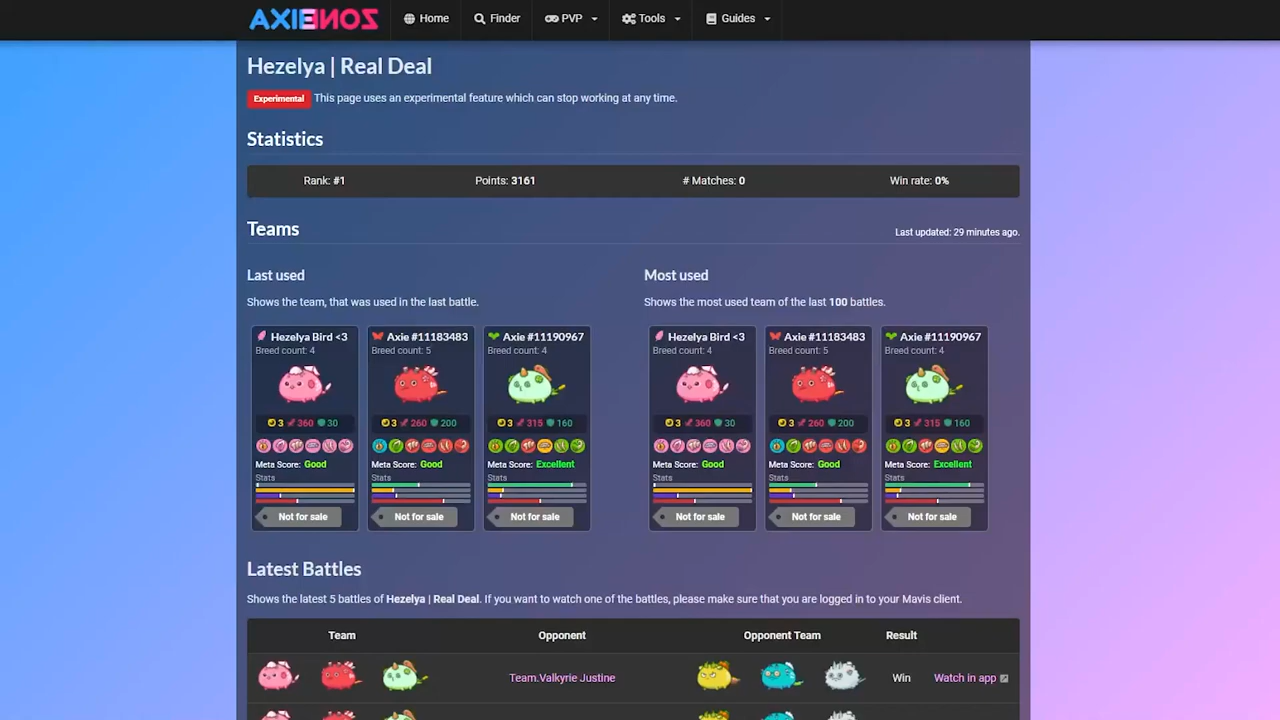 AXIE ZONE
Home
Finder
PVP
Tools
Guides
Hezelya | Real Deal
Experimental This page uses an experimental feature which can stop working at any time.
Statistics
Rank: #1
Points: 3161
# Matches: 0
Win rate: 0%
Teams
Last updated: 29 minutes ago.
Last used
Shows the team, that was used in the last battle.
Hezelya Bird <3
Breed count: 4
3 360 30
Meta Score: Good
Stats
Not for sale
Axie #11183483
Breed count: 5
3 260 200
Meta Score: Good
Stats
Not for sale
Axie #11190967
Breed count: 4
3 315 160
Meta Score: Excellent
Stats
Not for sale
Most used
Shows the most used team of the last 100 battles.
Hezelya Bird <3
Breed count: 4
3 360 30
Meta Score: Good
Stats
Not for sale
Axie #11183483
Breed count: 5
3 260 200
Meta Score: Good
Stats
Not for sale
Axie #11190967
Breed count: 4
3 315 160
Meta Score: Excellent
Stats
Not for sale
Latest Battles
Shows the latest 5 battles of Hezelya | Real Deal. If you want to watch one of the battles, please make sure that you are logged in to your Mavis client.
Team
Opponent
Opponent Team
Result
Team.Valkyrie Justine
Win
Watch in app